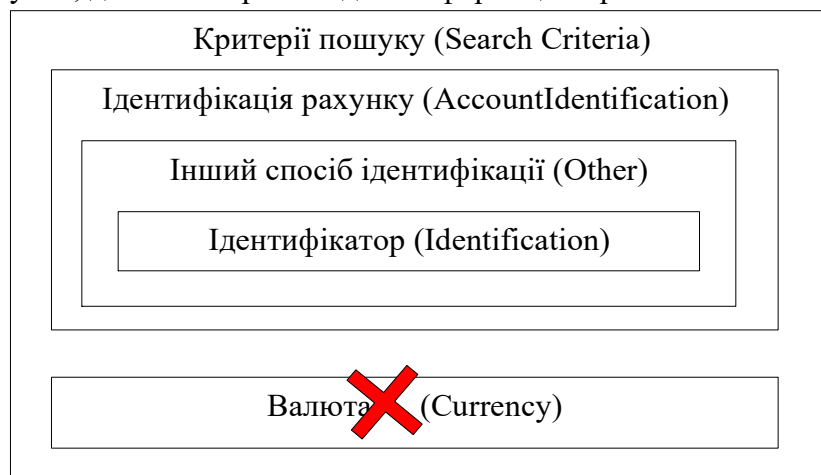 Критерії пошуку (Search Criteria)
Ідентифікація рахунку (AccountIdentification)
Інший спосіб ідентифікації (Other)
Ідентифікатор (Identification)
Валюта (Currency)